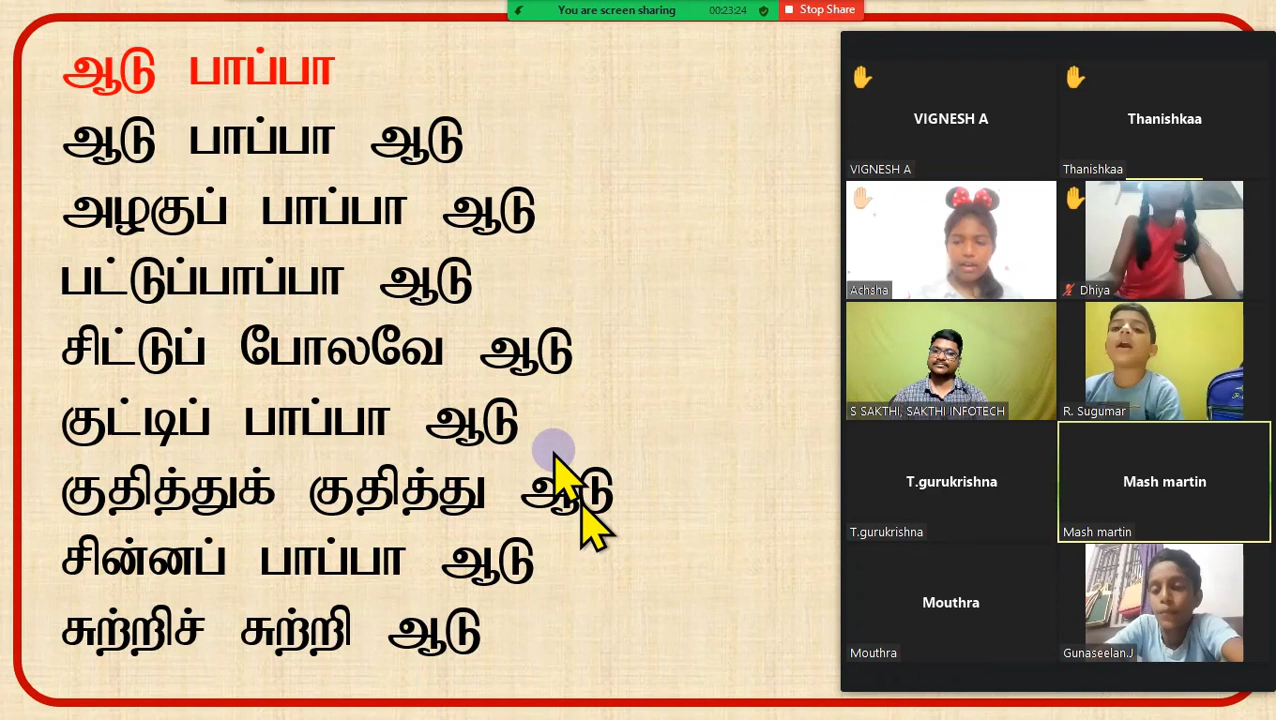 You are screen sharing 00:23:24 Stop Share
ஆடு பாப்பா
ஆடு பாப்பா ஆடு
அழகுப் பாப்பா ஆடு
பட்டுப்பாப்பா ஆடு
சிட்டுப் போலவே ஆடு
குட்டிப் பாப்பா ஆடு
குதித்துக் குதித்து ஆடு
சின்னப் பாப்பா ஆடு
சுற்றிச் சுற்றி ஆடு
VIGNESH A
VIGNESH A
Thanishkaa
Thanishkaa
Achsha
Dhiya
S SAKTHI, SAKTHI INFOTECH
R. Sugumar
T.gurukrishna
T.gurukrishna
Mash martin
Mash martin
Mouthra
Mouthra
Gunaseelan.J